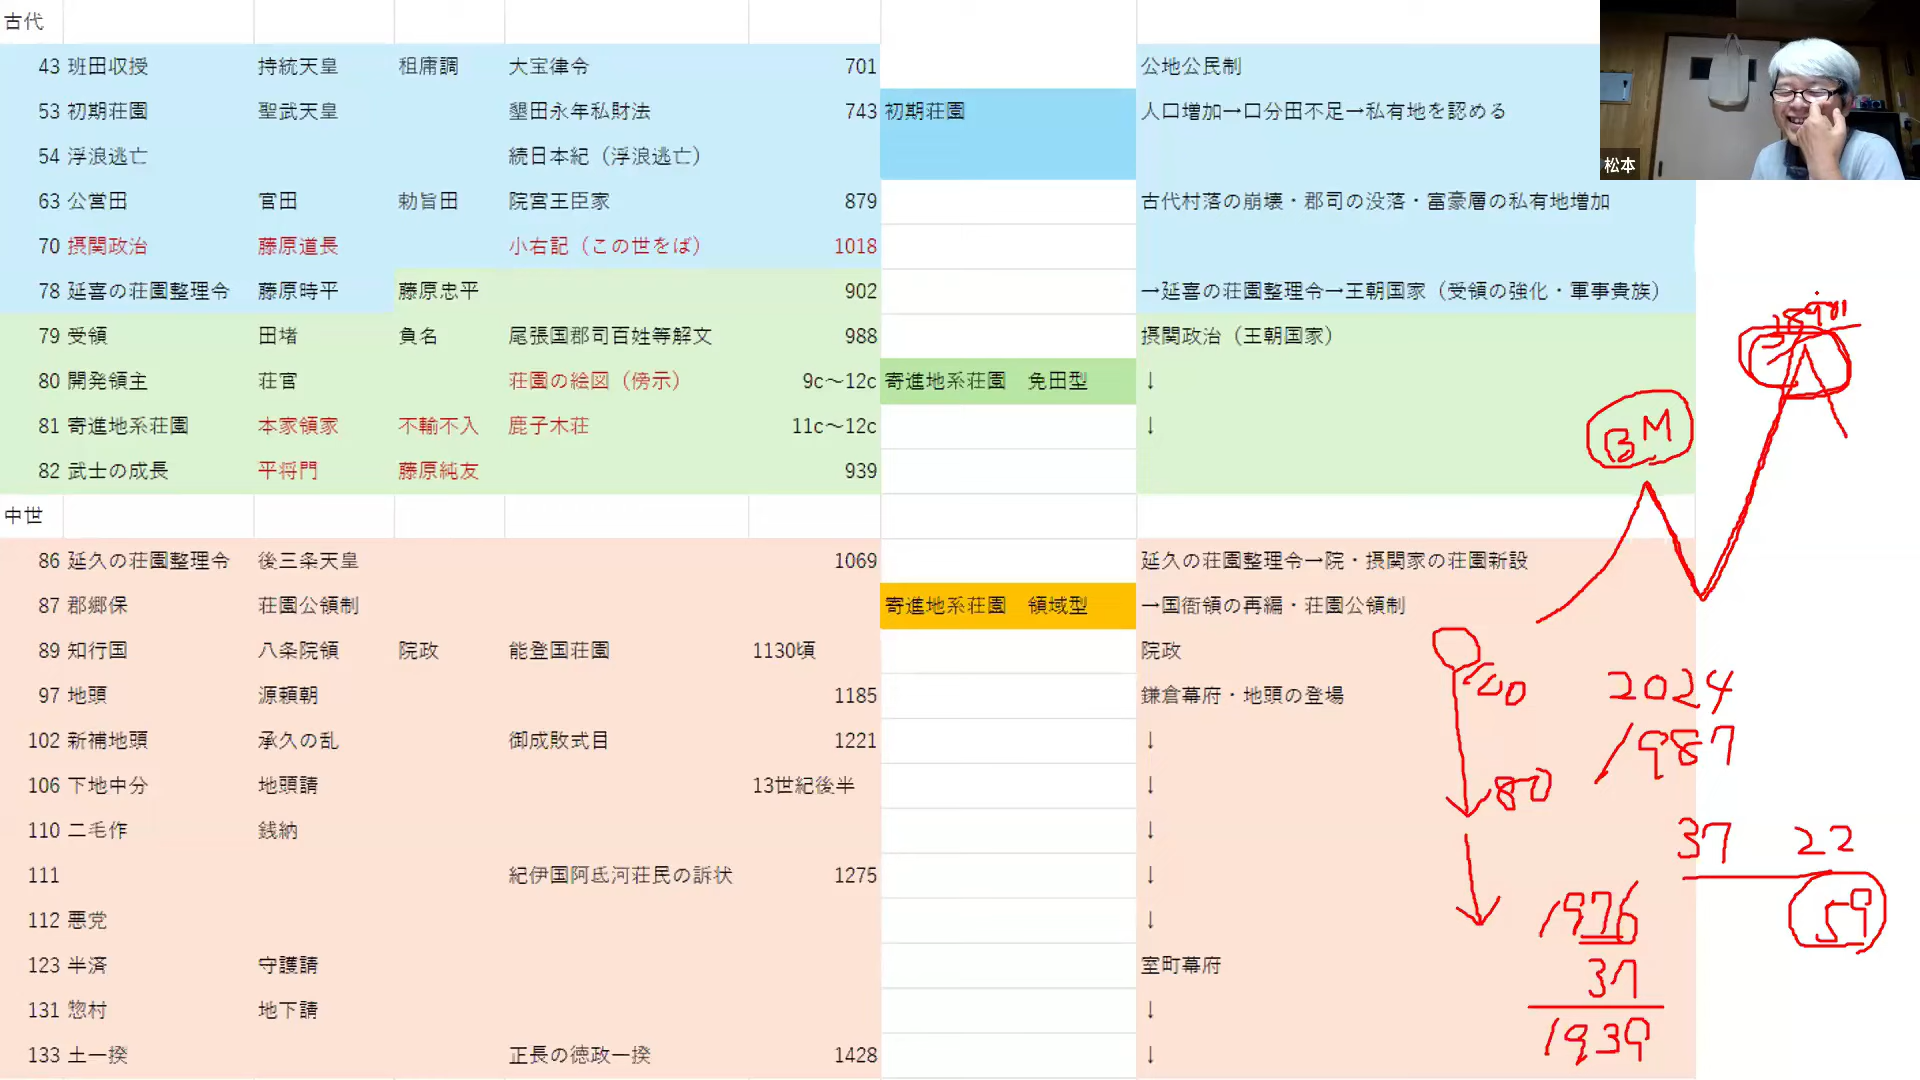 古代
43 班田収授 持統天皇 租庸調 大宝律令 701 公地公民制
53 初期荘園 聖武天皇 墾田永年私財法 743 初期荘園 人口増加→口分田不足→私有地を認める
54 浮浪逃亡 続日本紀（浮浪逃亡）
松本
63 公営田 官田 勅旨田 院宮王臣家 879 古代村落の崩壊・郡司の没落・富豪層の私有地増加
70 摂関政治 藤原道長 小右記（この世をば） 1018
78 延喜の荘園整理令 藤原時平 藤原忠平 902 →延喜の荘園整理令→王朝国家（受領の強化・軍事貴族）
79 受領 田堵 負名 尾張国郡司百姓等解文 988 摂関政治（王朝国家）
80 開発領主 荘官 荘園の絵図（傍示） 9c～12c 寄進地系荘園 免田型 ↓
81 寄進地系荘園 本家領家 不輸不入 鹿子木荘 11c～12c ↓
BM
82 武士の成長 平将門 藤原純友 939
中世
86 延久の荘園整理令 後三条天皇 1069 延久の荘園整理令→院・摂関家の荘園新設
87 郡郷保 荘園公領制 寄進地系荘園 領域型 →国衙領の再編・荘園公領制
89 知行国 八条院領 院政 能登国荘園 1130頃 院政
97 地頭 源頼朝 1185 鎌倉幕府・地頭の登場
2024
102 新補地頭 承久の乱 御成敗式目 1221 ↓
1987
106 下地中分 地頭請 13世紀後半 ↓
80
110 二毛作 銭納 ↓
37 22
111 紀伊国阿氐河荘民の訴状 1275 ↓
112 悪党 ↓
1976
59
123 半済 守護請 室町幕府
37
131 惣村 地下請 ↓
1939
133 土一揆 正長の徳政一揆 1428 ↓